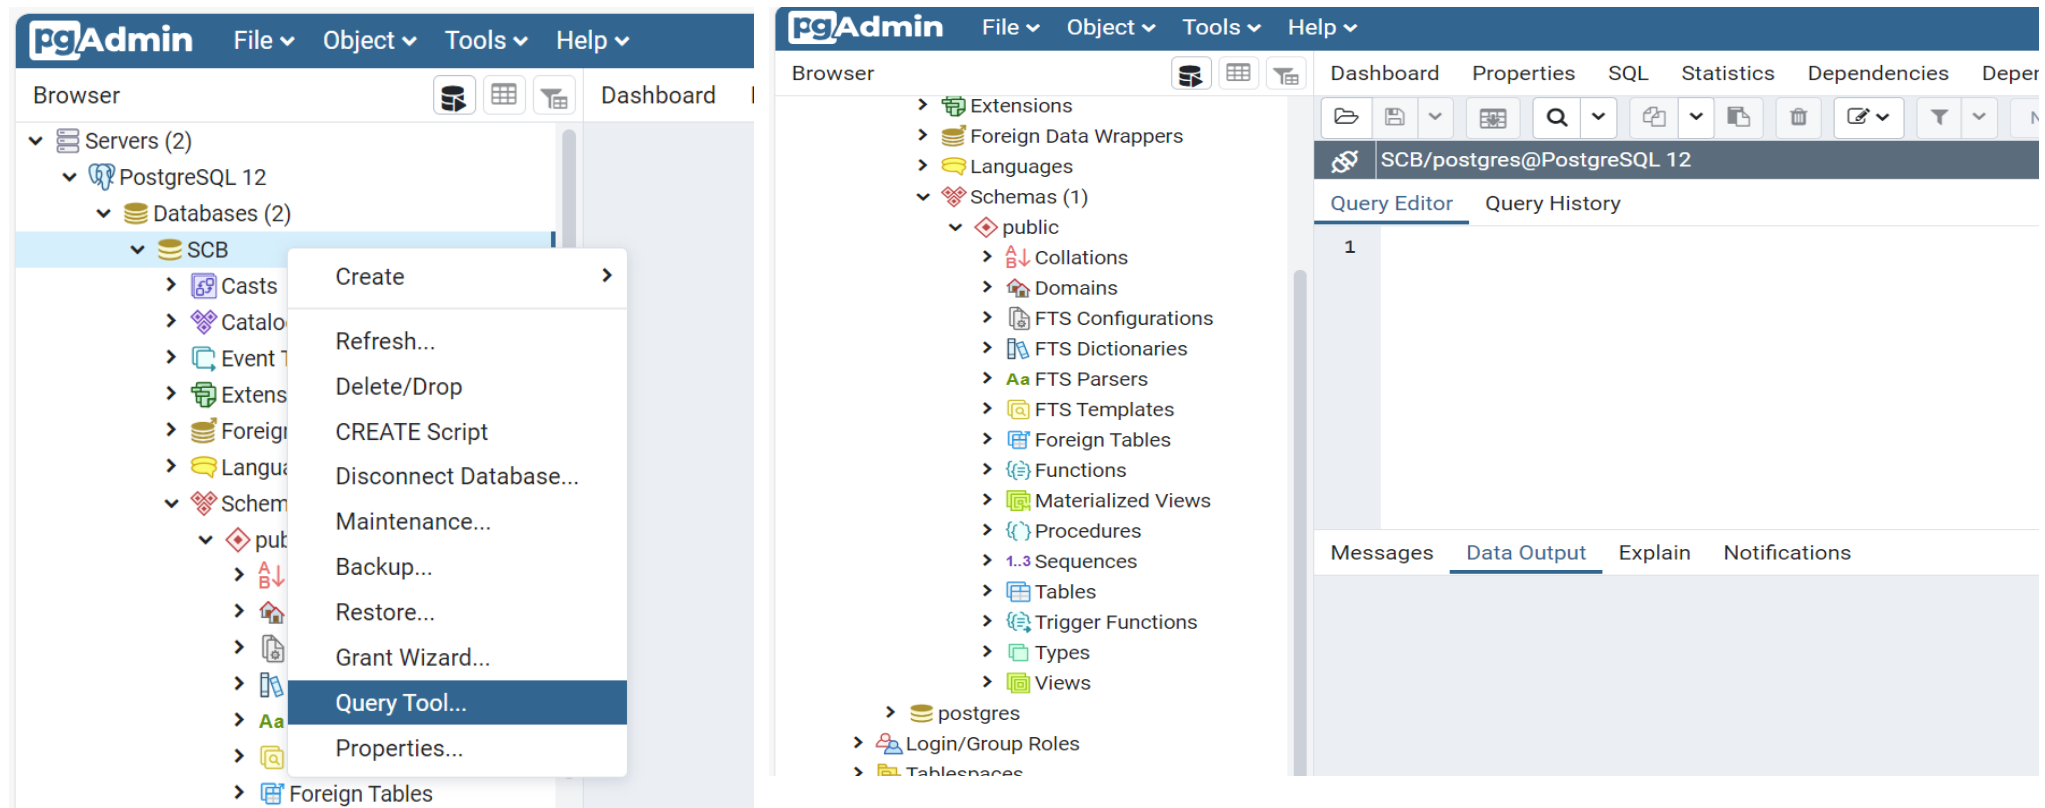 pgAdmin File Object Tools Help
Browser
Dashboard
Servers (2)
PostgreSQL 12
Databases (2)
SCB
Casts
Catalo
Event T
Extens
Foreign
Langua
Schem
pub
A
B
Aa
Foreign Tables
Create
Refresh...
Delete/Drop
CREATE Script
Disconnect Database...
Maintenance...
Backup...
Restore...
Grant Wizard...
Query Tool...
Properties...
pgAdmin File Object Tools Help
Browser
Extensions
Foreign Data Wrappers
Languages
Schemas (1)
public
A
B
Collations
Domains
FTS Configurations
FTS Dictionaries
Aa FTS Parsers
FTS Templates
Foreign Tables
Functions
Materialized Views
Procedures
1..3 Sequences
Tables
Trigger Functions
Types
Views
postgres
Login/Group Roles
Tablespaces
Dashboard Properties SQL Statistics Dependencies Deper
SCB/postgres@PostgreSQL 12
Query Editor Query History
1
Messages Data Output Explain Notifications